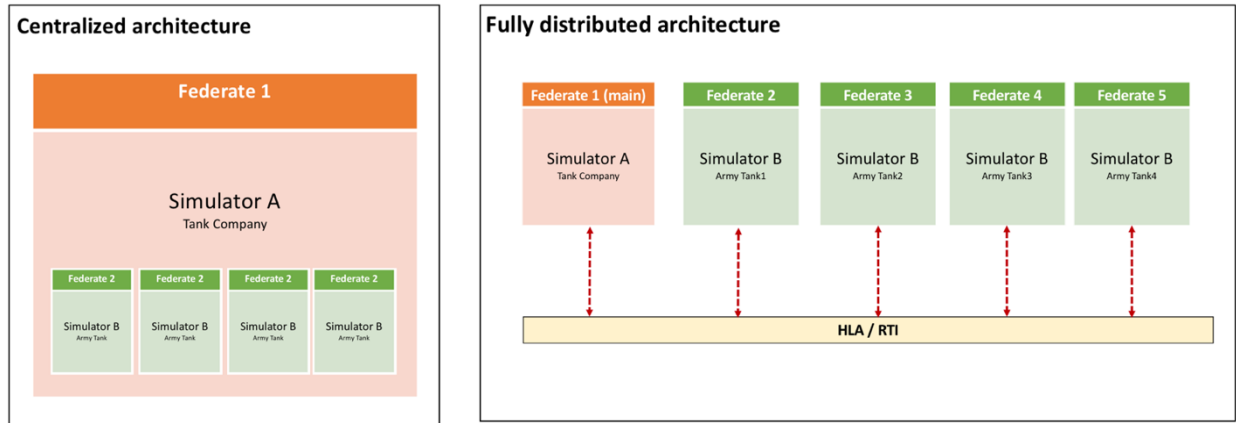 Centralized architecture
Federate 1
Simulator A
Tank Company
Federate 2
Simulator B
Army Tank
Federate 2
Simulator B
Army Tank
Federate 2
Simulator B
Army Tank
Federate 2
Simulator B
Army Tank
Fully distributed architecture
Federate 1 (main)
Simulator A
Tank Company
Federate 2
Simulator B
Army Tank1
Federate 3
Simulator B
Army Tank2
Federate 4
Simulator B
Army Tank3
Federate 5
Simulator B
Army Tank4
HLA / RTI